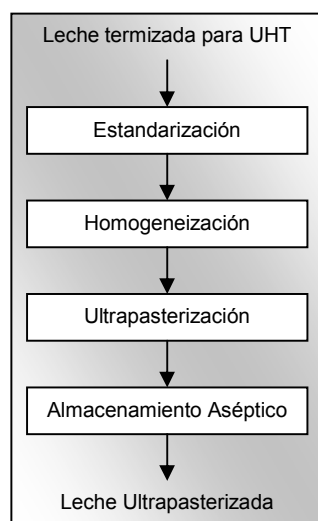 Leche termizada para UHT
Estandarización
Homogeneización
Ultrapasterización
Almacenamiento Aséptico
Leche Ultrapasterizada